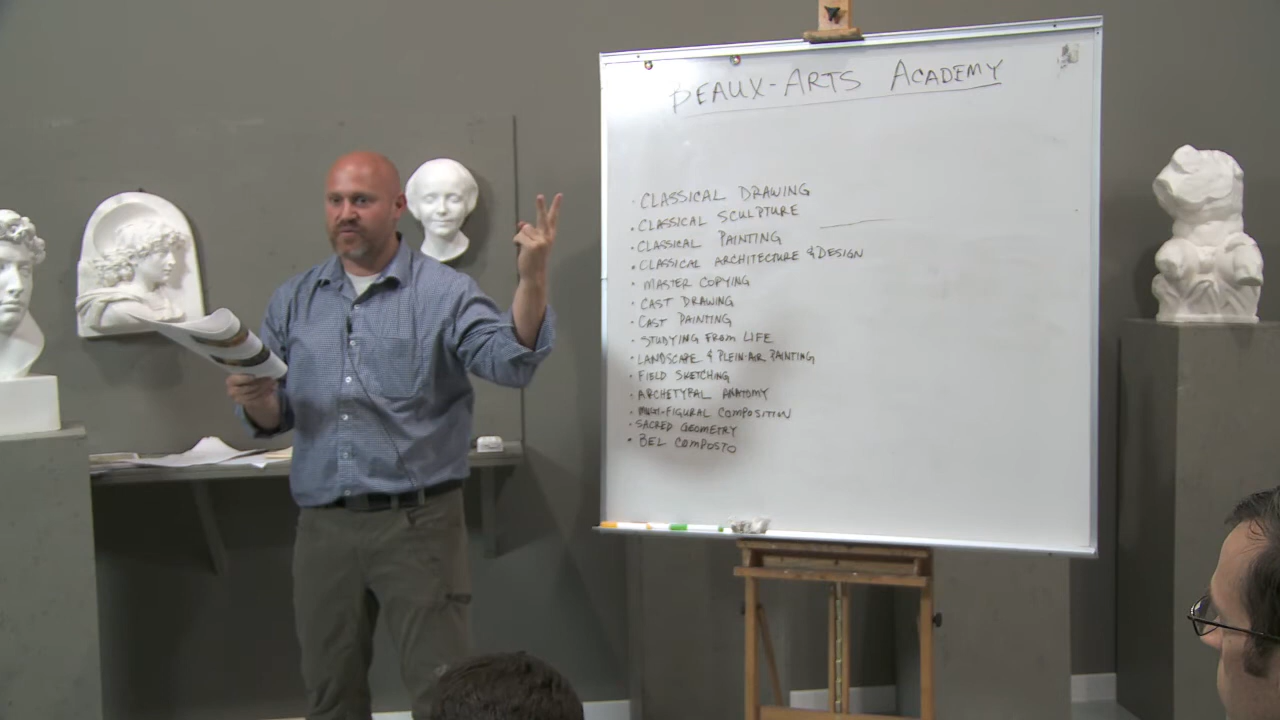 BEAUX-ARTS ACADEMY
· CLASSICAL DRAWING
· CLASSICAL SCULPTURE
· CLASSICAL PAINTING
· CLASSICAL ARCHITECTURE & DESIGN
· MASTER COPYING
· CAST DRAWING
· CAST PAINTING
· STUDYING FROM LIFE
· LANDSCAPE & PLEIN-AIR PAINTING
· FIELD SKETCHING
· ARCHETYPAL ANATOMY
· MULTI-FIGURAL COMPOSITION
· SACRED GEOMETRY
· BEL COMPOSTO